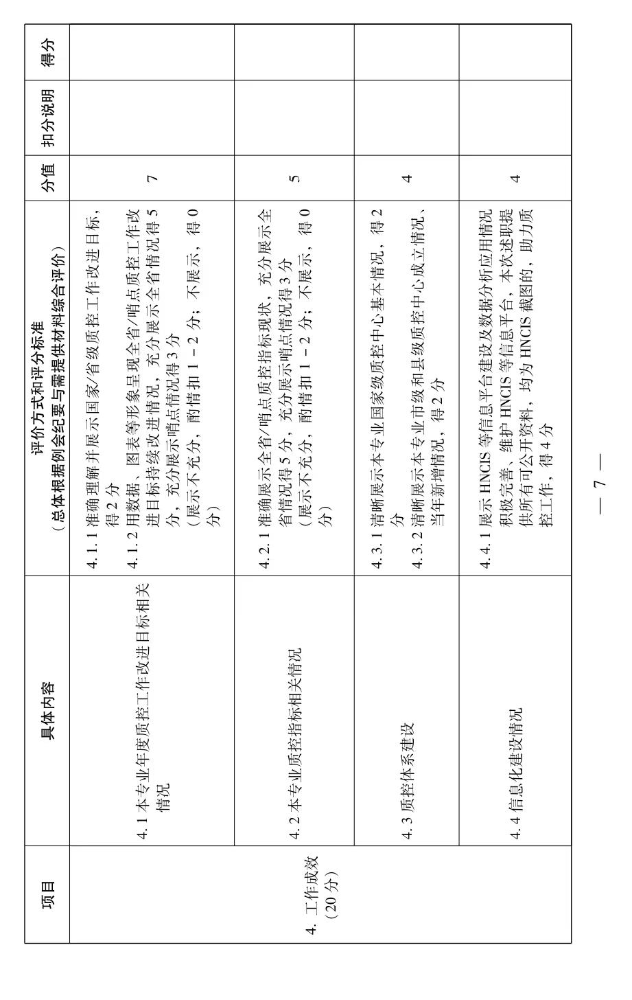 项目
具体内容
评价方式和评分标准
（总体根据例会纪要与需提供材料综合评价）
分值
扣分说明
得分
4. 工作成效
（20 分）
4.1 本专业年度质控工作改进目标相关
情况
4.1.1 准确理解并展示国家/省级质控工作改进目标，
得 2 分
4.1.2 用数据、图表等形象呈现全省/哨点质控工作改
进目标持续改进情况，充分展示全省情况得 5
分，充分展示哨点情况得 3 分
（展示不充分，酌情扣 1－2 分；不展示，得 0
分）
7
4.2 本专业质控指标相关情况
4.2.1 准确展示全省/哨点质控指标现状，充分展示全
省情况得 5 分，充分展示哨点情况得 3 分
（展示不充分，酌情扣 1－2 分；不展示，得 0
分）
5
4.3 质控体系建设
4.3.1 清晰展示本专业国家级质控中心基本情况，得 2
分
4.3.2 清晰展示本专业市级和县级质控中心成立情况、
当年新增情况，得 2 分
4
4.4 信息化建设情况
4.4.1 展示 HNCIS 等信息平台建设及数据分析应用情况
积极完善、维护 HNCIS 等信息平台，本次述职提
供所有可公开资料，均为 HNCIS 截图的，助力质
控工作，得 4 分
4
— 7 —